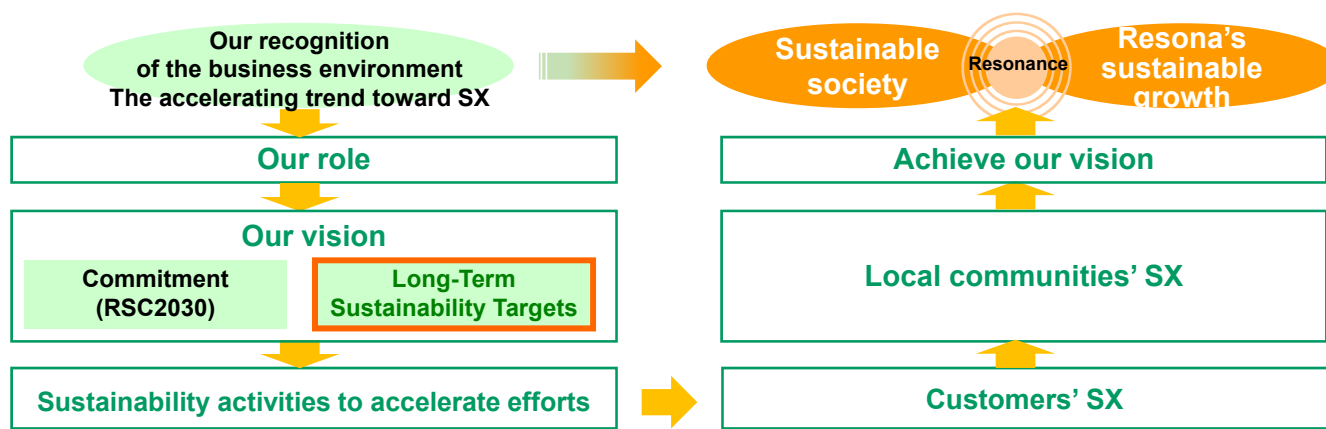 Our recognition
of the business environment
The accelerating trend toward SX
Our role
Our vision
Commitment
(RSC2030)
Long-Term
Sustainability Targets
Sustainability activities to accelerate efforts
Sustainable
society
Resonance
Resona's
sustainable
growth
Achieve our vision
Local communities' SX
Customers' SX